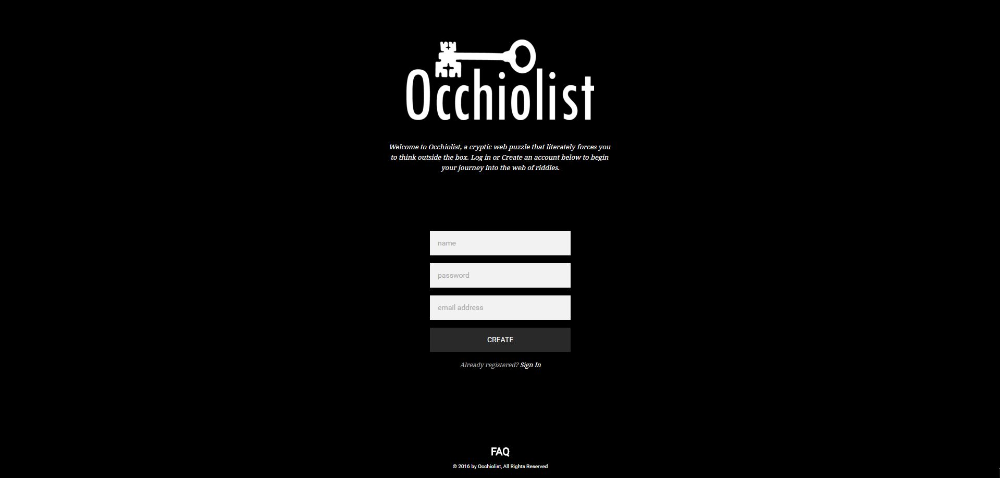 Occhiolist
Welcome to Occhiolist, a cryptic web puzzle that literately forces you
to think outside the box. Log in or Create an account below to begin
your journey into the web of riddles.
name
password
email address
CREATE
Already registered? Sign In
FAQ
© 2016 by Occhiolist, All Rights Reserved